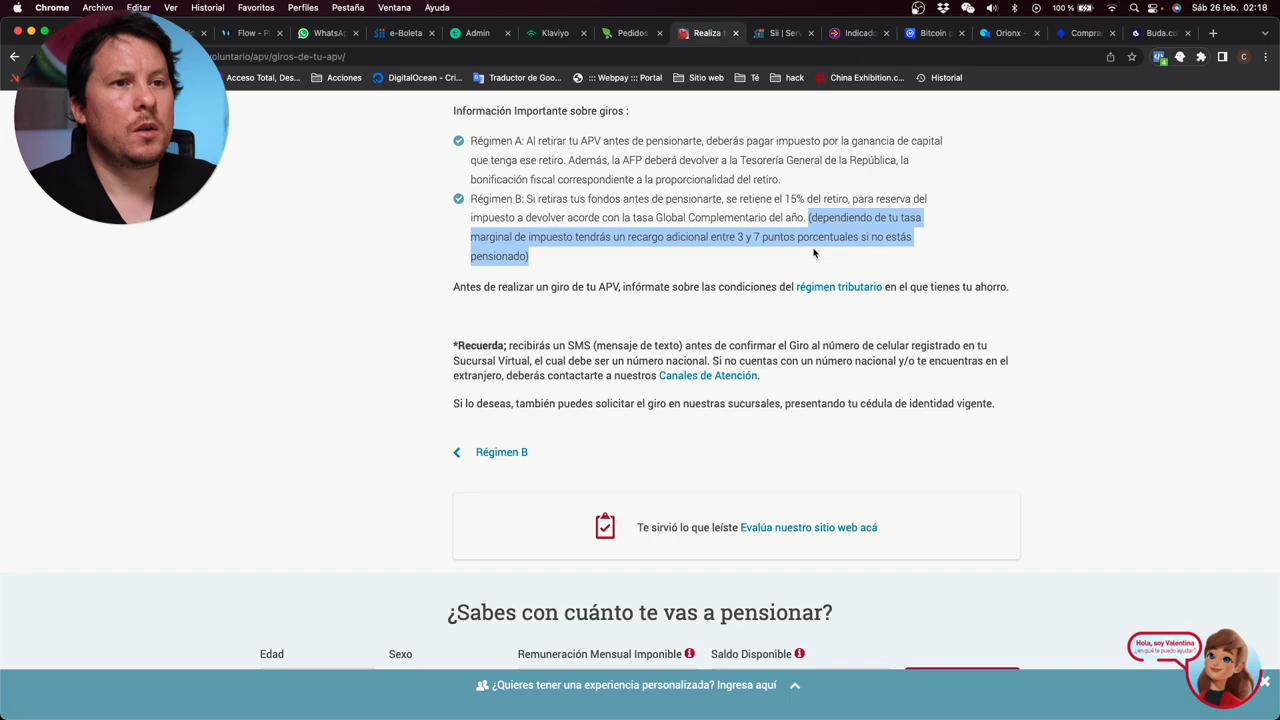 Chrome Archivo Editar Ver Historial Favoritos Perfiles Pestaña Ventana Ayuda 100 % Sáb 26 feb. 02:18
Flow - Pl WhatsAp e-Boleta Admin Klaviyo Pedidos Realiza t Sii | Serv Indicado Bitcoin p Orionx - Comprar Buda.co
oluntario/apv/giros-de-tu-apv/
Acceso Total, Des... Acciones DigitalOcean - Cri... Traductor de Goo... ::: Webpay ::: Portal Sitio web Té hack China Exhibition.c... Historial
Información Importante sobre giros :
Régimen A: Al retirar tu APV antes de pensionarte, deberás pagar impuesto por la ganancia de capital
que tenga ese retiro. Además, la AFP deberá devolver a la Tesorería General de la República, la
bonificación fiscal correspondiente a la proporcionalidad del retiro.
Régimen B: Si retiras tus fondos antes de pensionarte, se retiene el 15% del retiro, para reserva del
impuesto a devolver acorde con la tasa Global Complementario del año. (dependiendo de tu tasa
marginal de impuesto tendrás un recargo adicional entre 3 y 7 puntos porcentuales si no estás
pensionado)
Antes de realizar un giro de tu APV, infórmate sobre las condiciones del régimen tributario en el que tienes tu ahorro.
*Recuerda; recibirás un SMS (mensaje de texto) antes de confirmar el Giro al número de celular registrado en tu
Sucursal Virtual, el cual debe ser un número nacional. Si no cuentas con un número nacional y/o te encuentras en el
extranjero, deberás contactarte a nuestros Canales de Atención.
Si lo deseas, también puedes solicitar el giro en nuestras sucursales, presentando tu cédula de identidad vigente.
Régimen B
Te sirvió lo que leíste Evalúa nuestro sitio web acá
¿Sabes con cuánto te vas a pensionar?
Edad Sexo Remuneración Mensual Imponible Saldo Disponible
Hola, soy Valentina
¿en qué te puedo ayudar?
¿Quieres tener una experiencia personalizada? Ingresa aquí